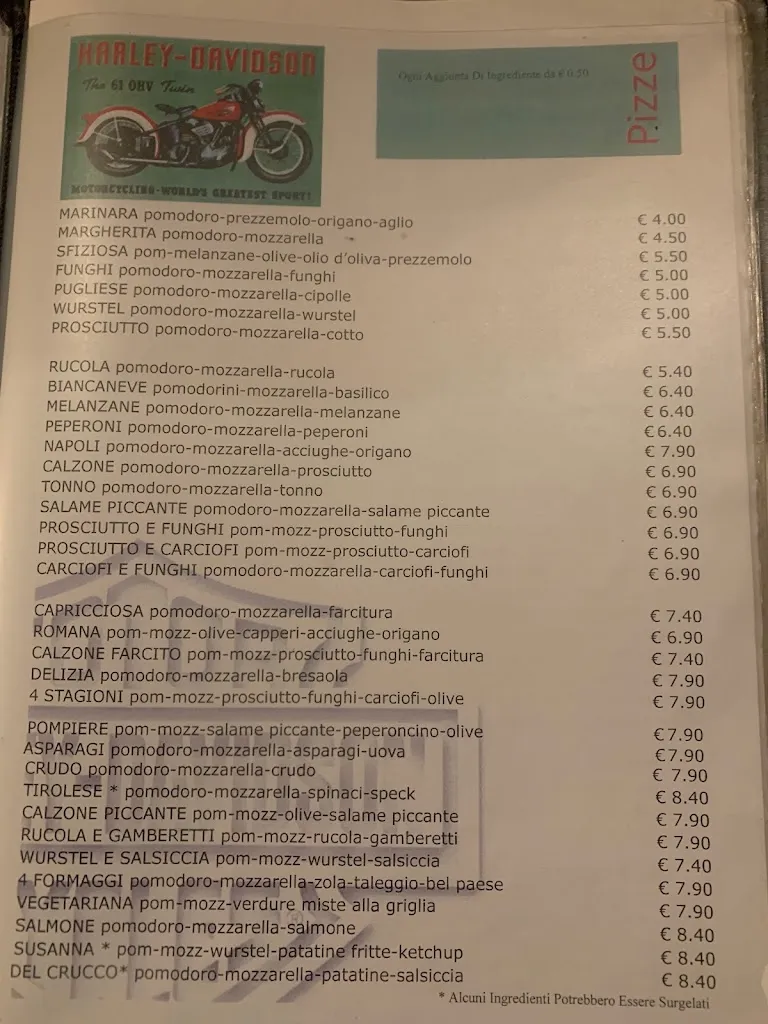 HARLEY-DAVIDSON
The 61 OHV Twin
MOTORCYCLING-WORLD'S GREATEST SPORT!
Ogni Aggiunta Di Ingrediente da € 0.50
Pizze
MARINARA pomodoro-prezzemolo-origano-aglio € 4.00
MARGHERITA pomodoro-mozzarella € 4.50
SFIZIOSA pom-melanzane-olive-olio d'oliva-prezzemolo € 5.50
FUNGHI pomodoro-mozzarella-funghi € 5.00
PUGLIESE pomodoro-mozzarella-cipolle € 5.00
WURSTEL pomodoro-mozzarella-wurstel € 5.00
PROSCIUTTO pomodoro-mozzarella-cotto € 5.50
RUCOLA pomodoro-mozzarella-rucola € 5.40
BIANCANEVE pomodorini-mozzarella-basilico € 6.40
MELANZANE pomodoro-mozzarella-melanzane € 6.40
PEPERONI pomodoro-mozzarella-peperoni €6.40
NAPOLI pomodoro-mozzarella-acciughe-origano € 7.90
CALZONE pomodoro-mozzarella-prosciutto € 6.90
TONNO pomodoro-mozzarella-tonno € 6.90
SALAME PICCANTE pomodoro-mozzarella-salame piccante € 6.90
PROSCIUTTO E FUNGHI pom-mozz-prosciutto-funghi € 6.90
PROSCIUTTO E CARCIOFI pom-mozz-prosciutto-carciofi € 6.90
CARCIOFI E FUNGHI pomodoro-mozzarella-carciofi-funghi € 6.90
CAPRICCIOSA pomodoro-mozzarella-farcitura € 7.40
ROMANA pom-mozz-olive-capperi-acciughe-origano € 6.90
CALZONE FARCITO pom-mozz-prosciutto-funghi-farcitura € 7.40
DELIZIA pomodoro-mozzarella-bresaola € 7.90
4 STAGIONI pom-mozz-prosciutto-funghi-carciofi-olive € 7.90
POMPIERE pom-mozz-salame piccante-peperoncino-olive €7.90
ASPARAGI pomodoro-mozzarella-asparagi-uova €7.90
CRUDO pomodoro-mozzarella-crudo € 7.90
TIROLESE * pomodoro-mozzarella-spinaci-speck € 8.40
CALZONE PICCANTE pom-mozz-olive-salame piccante € 7.90
RUCOLA E GAMBERETTI pom-mozz-rucola-gamberetti € 7.90
WURSTEL E SALSICCIA pom-mozz-wurstel-salsiccia € 7.40
4 FORMAGGI pomodoro-mozzarella-zola-taleggio-bel paese € 7.90
VEGETARIANA pom-mozz-verdure miste alla griglia € 7.90
SALMONE pomodoro-mozzarella-salmone € 8.40
SUSANNA * pom-mozz-wurstel-patatine fritte-ketchup € 8.40
DEL CRUCCO* pomodoro-mozzarella-patatine-salsiccia € 8.40
* Alcuni Ingredienti Potrebbero Essere Surgelati